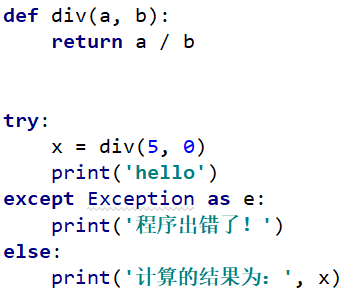 def div(a, b):
    return a / b
try:
    x = div(5, 0)
    print('hello')
except Exception as e:
    print('程序出错了！')
else:
    print('计算的结果为：', x)